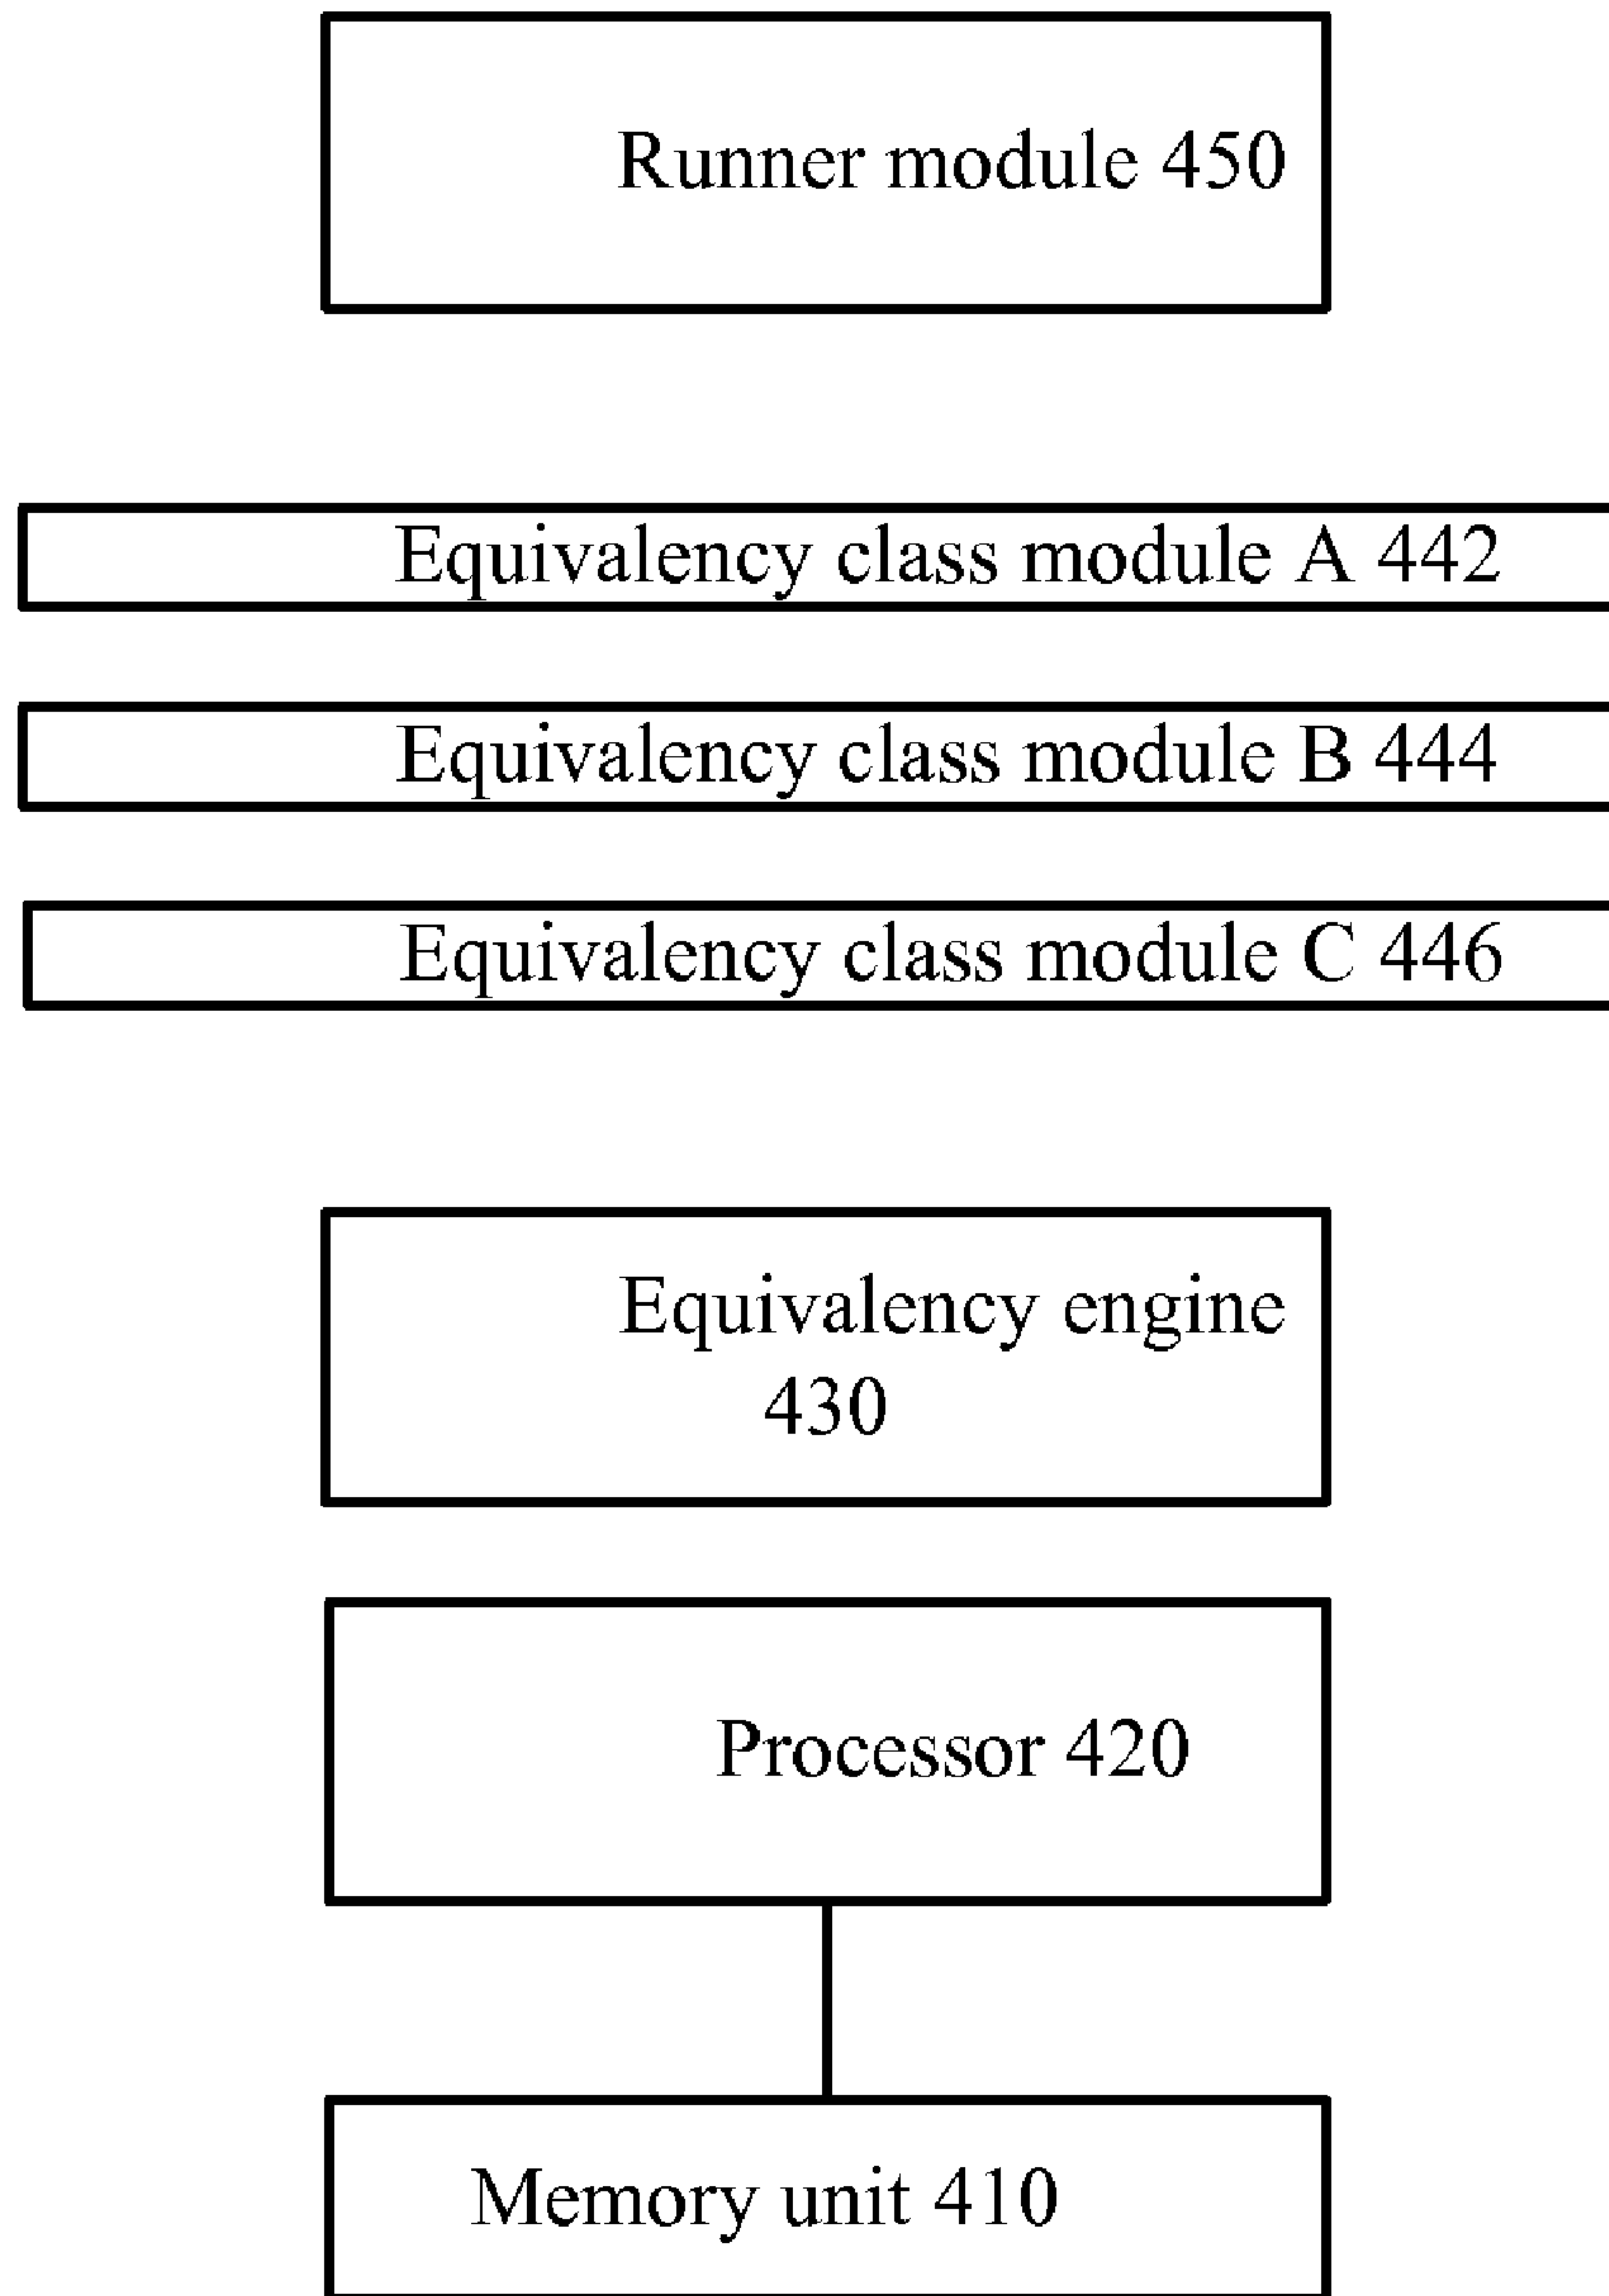 Runner module 450
Equivalency class module A 442
Equivalency class module B 444
Equivalency class module C 446
Equivalency engine
430
Processor 420
Memory unit 410